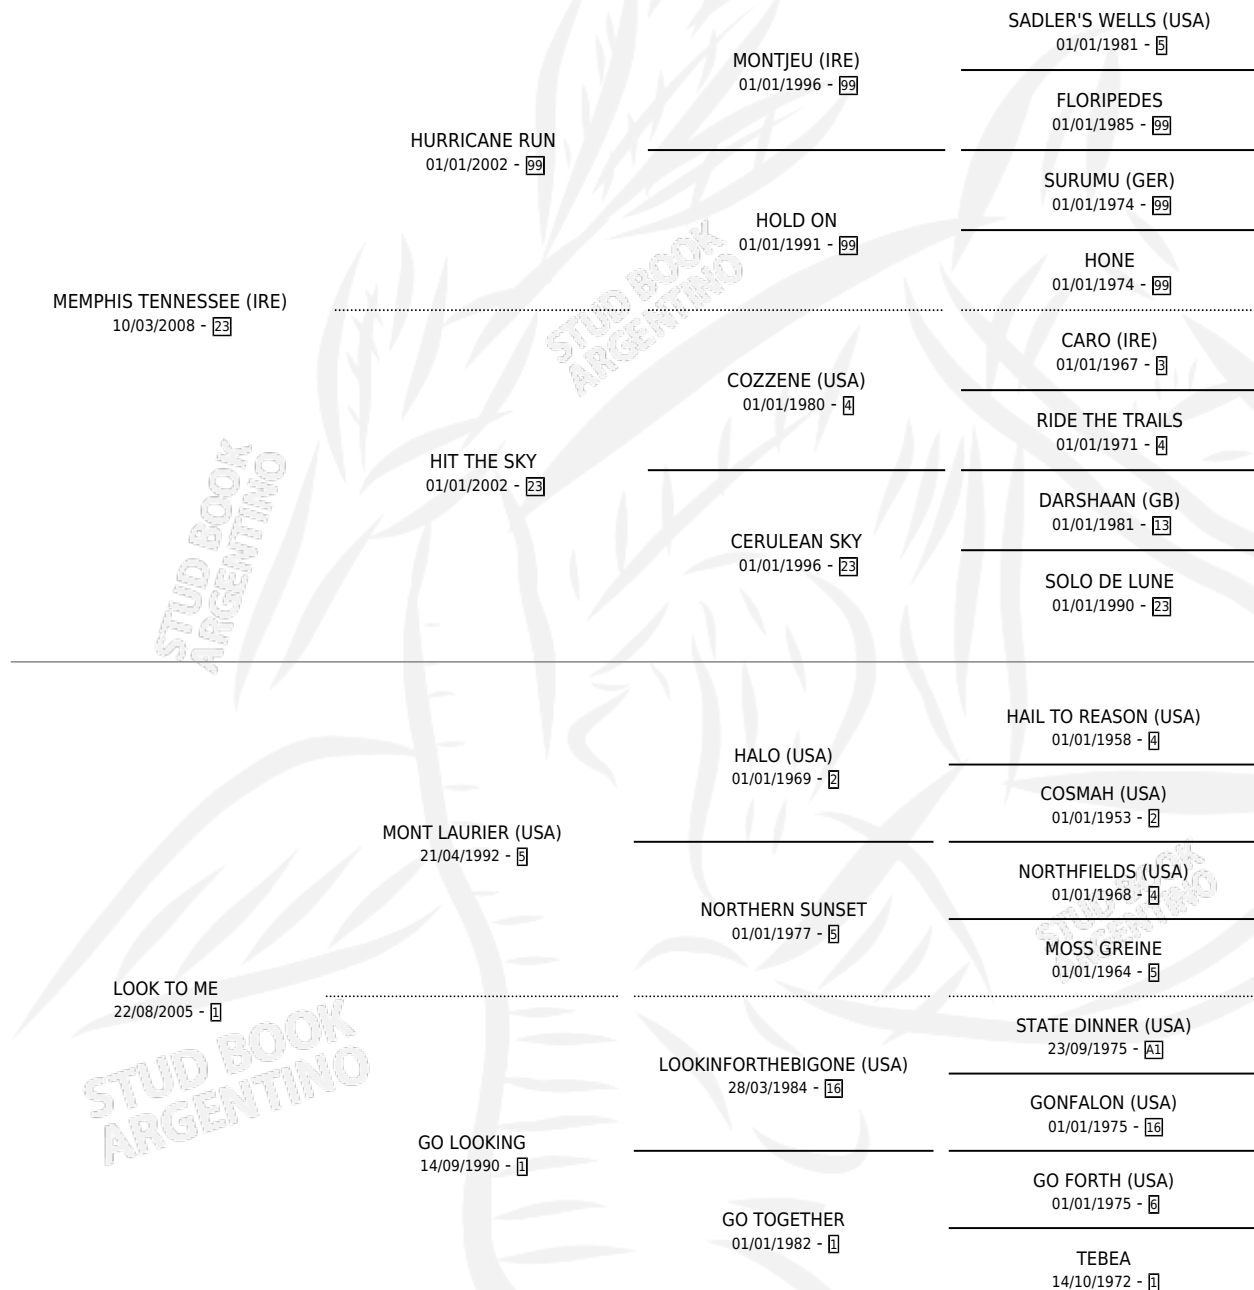 MEMPHIS TENNESSEE (IRE)
10/03/2008 - 23
HURRICANE RUN
01/01/2002 - 99
HIT THE SKY
01/01/2002 - 23
MONTJEU (IRE)
01/01/1996 - 99
HOLD ON
01/01/1991 - 99
COZZENE (USA)
01/01/1980 - 4
CERULEAN SKY
01/01/1996 - 23
SADLER'S WELLS (USA)
01/01/1981 - 5
FLORIPEDES
01/01/1985 - 99
SURUMU (GER)
01/01/1974 - 99
HONE
01/01/1974 - 99
CARO (IRE)
01/01/1967 - 3
RIDE THE TRAILS
01/01/1971 - 4
DARSHAAN (GB)
01/01/1981 - 13
SOLO DE LUNE
01/01/1990 - 23
LOOK TO ME
22/08/2005 - 1
MONT LAURIER (USA)
21/04/1992 - 5
GO LOOKING
14/09/1990 - 1
HALO (USA)
01/01/1969 - 2
NORTHERN SUNSET
01/01/1977 - 5
LOOKINFORTHEBIGONE (USA)
28/03/1984 - 16
GO TOGETHER
01/01/1982 - 1
HAIL TO REASON (USA)
01/01/1958 - 4
COSMAH (USA)
01/01/1953 - 2
NORTHFIELDS (USA)
01/01/1968 - 4
MOSS GREINE
01/01/1964 - 5
STATE DINNER (USA)
23/09/1975 - A1
GONFALON (USA)
01/01/1975 - 16
GO FORTH (USA)
01/01/1975 - 6
TEBEA
14/10/1972 - 1
STUD BOOK
ARGENTINO
STUD BOOK
ARGENTINO
STUD BOOK
ARGENTINO
STUD BOOK
ARGENTINO